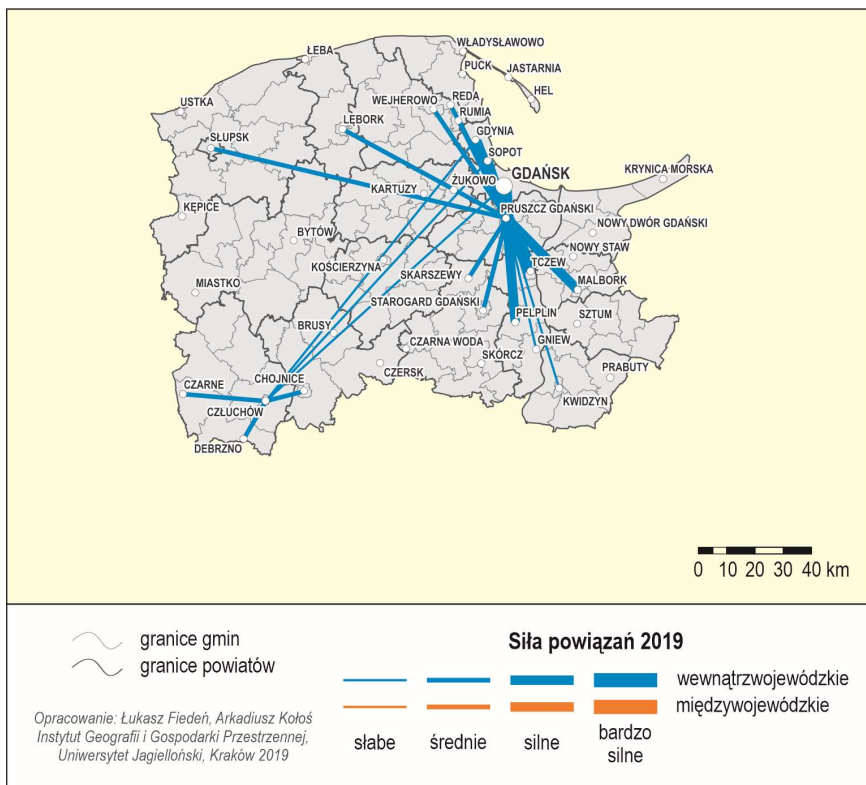 WŁADYSŁAWOWO
ŁEBA
PUCK
JASTARNIA
HEL
USTKA
WEJHEROWO
REDA
RUMIA
LĘBORK
GDYNIA
SŁUPSK
SOPOT
GDAŃSK
ŻUKOWO
KRYNICA MORSKA
KARTUZY
KĘPICE
PRUSZCZ GDAŃSKI
NOWY DWÓR GDAŃSKI
BYTÓW
NOWY STAW
KOŚCIERZYNA
SKARSZEWY
TCZEW
MIASTKO
MALBORK
STAROGARD GDAŃSKI
PELPLIN
SZTUM
BRUSY
CZARNA WODA
GNIEW
SKÓRCZ
CZERSK
PRABUTY
CHOJNICE
CZARNE
KWIDZYN
CZŁUCHÓW
DEBRZNO
0 10 20 30 40 km
granice gmin
granice powiatów
Opracowanie: Łukasz Fiedeń, Arkadiusz Kołoś
Instytut Geografii i Gospodarki Przestrzennej,
Uniwersytet Jagielloński, Kraków 2019
Siła powiązań 2019
wewnątrzwojewódzkie
międzywojewódzkie
słabe średnie silne bardzo
silne